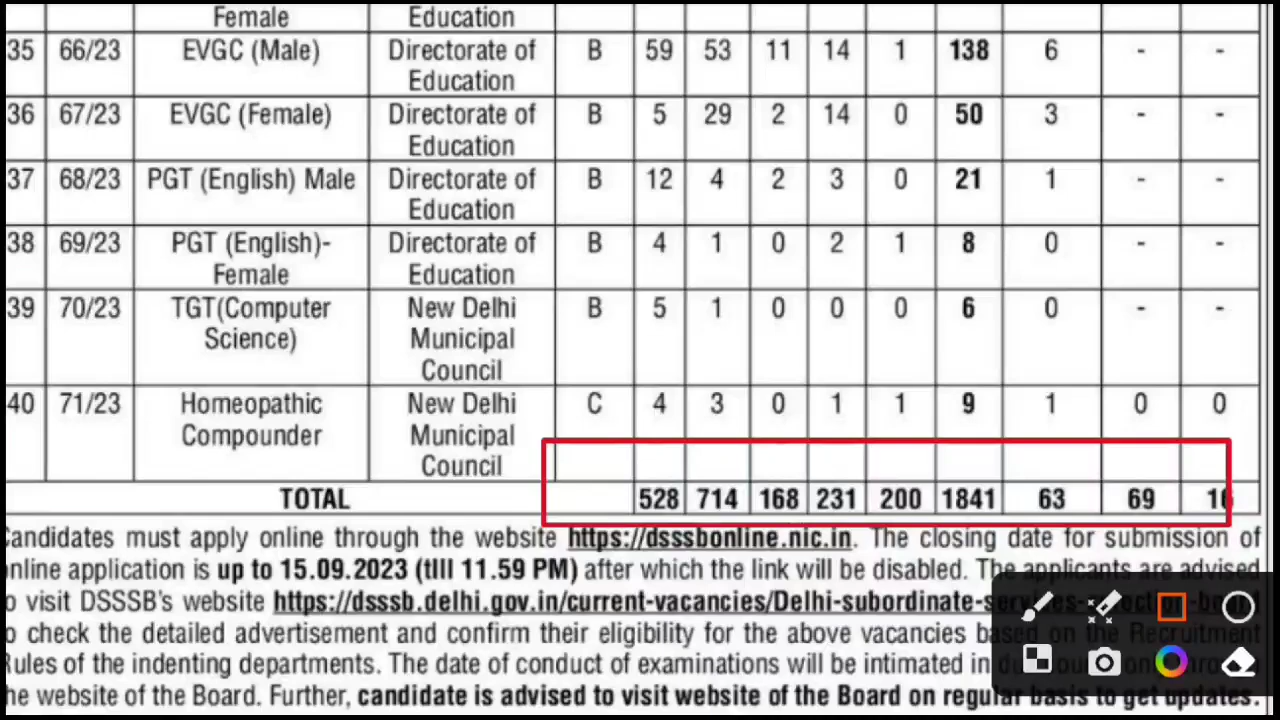 Female Education
35 66/23 EVGC (Male) Directorate of B 59 53 11 14 1 138 6 - -
Education
36 67/23 EVGC (Female) Directorate of B 5 29 2 14 0 50 3 - -
Education
37 68/23 PGT (English) Male Directorate of B 12 4 2 3 0 21 1 - -
Education
38 69/23 PGT (English)- Directorate of B 4 1 0 2 1 8 0 - -
Female Education
39 70/23 TGT(Computer New Delhi B 5 1 0 0 0 6 0 - -
Science) Municipal
Council
40 71/23 Homeopathic New Delhi C 4 3 0 1 1 9 1 0 0
Compounder Municipal
Council
TOTAL 528 714 168 231 200 1841 63 69 16
Candidates must apply online through the website https://dsssbonline.nic.in. The closing date for submission of
online application is up to 15.09.2023 (till 11.59 PM) after which the link will be disabled. The applicants are advised
to visit DSSSB's website https://dsssb.delhi.gov.in/current-vacancies/Delhi-subordinate-services-selection-board
to check the detailed advertisement and confirm their eligibility for the above vacancies based on the Recruitment
Rules of the indenting departments. The date of conduct of examinations will be intimated in
the website of the Board. Further, candidate is advised to visit website of the Board on regular basis to get updates.